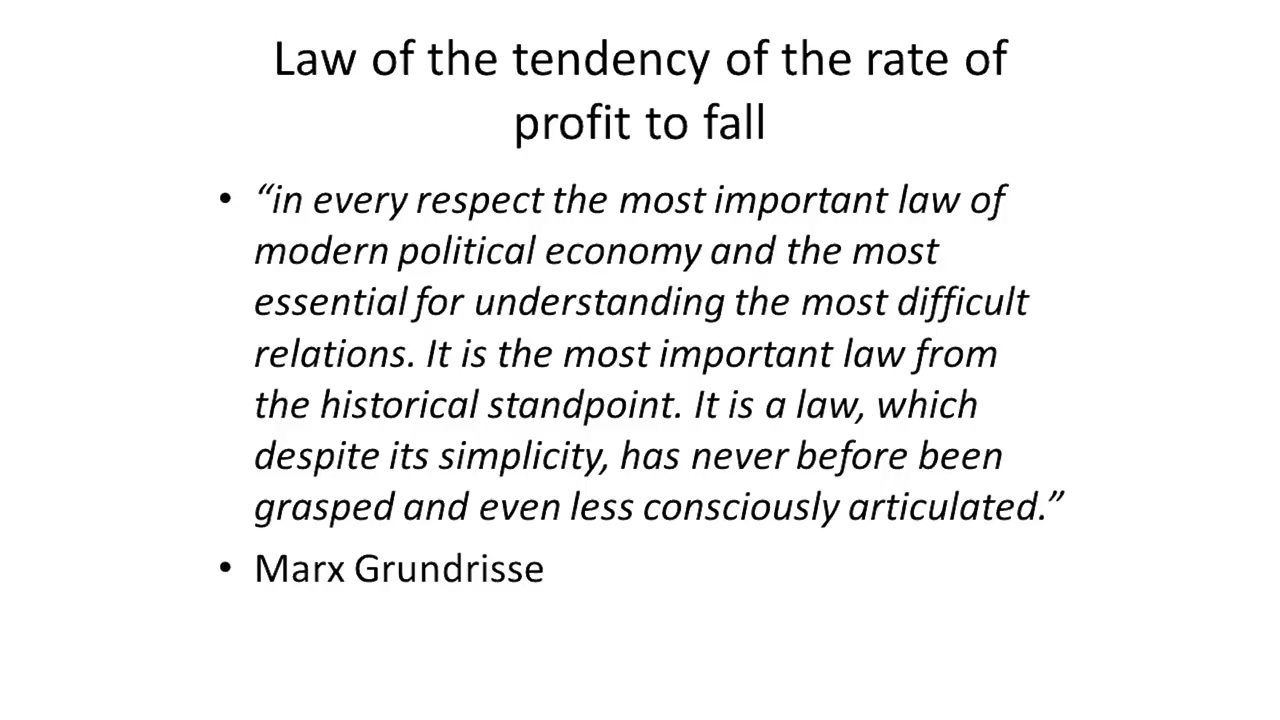 Law of the tendency of the rate of
profit to fall
• “in every respect the most important law of
modern political economy and the most
essential for understanding the most difficult
relations. It is the most important law from
the historical standpoint. It is a law, which
despite its simplicity, has never before been
grasped and even less consciously articulated.”
• Marx Grundrisse